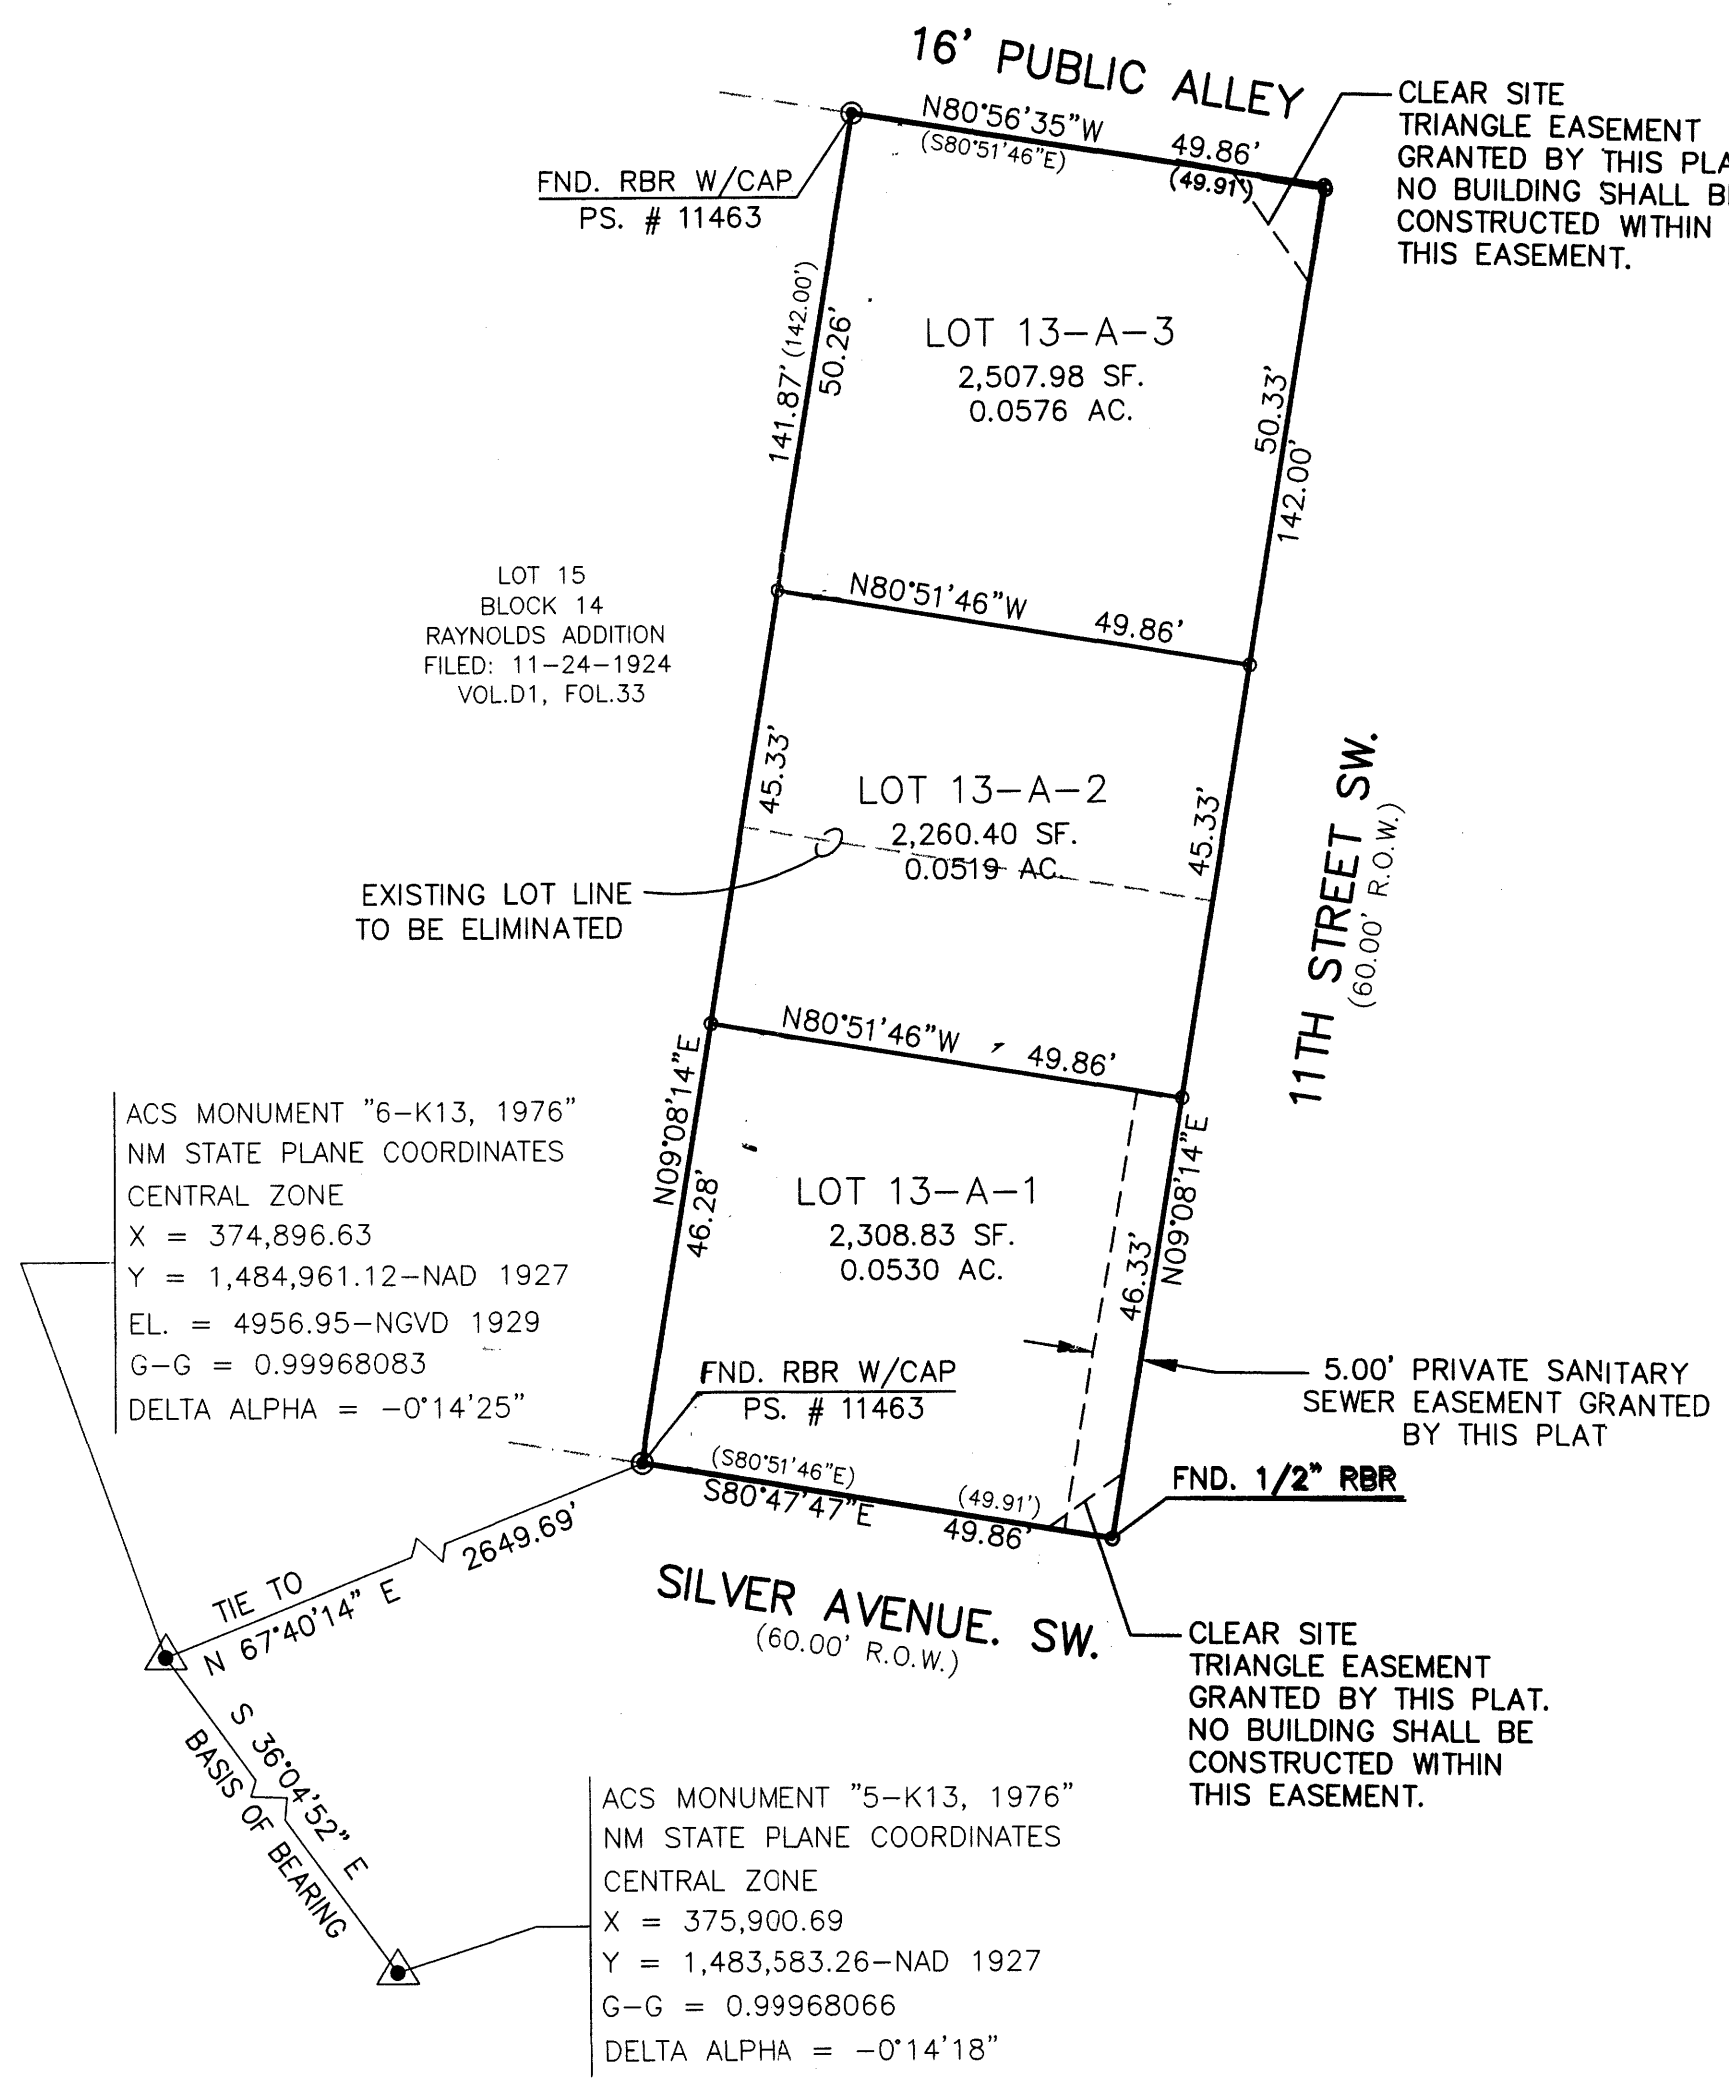 16' PUBLIC ALLEY
N80°56'35"W 49.86'
(S80°51'46"E) (49.91')
CLEAR SITE
TRIANGLE EASEMENT
GRANTED BY THIS
NO BUILDING SHALL
CONSTRUCTED WITHIN
THIS EASEMENT.
FND. RBR W/CAP
PS. # 11463
141.87' (142.00')
50.26'
LOT 13-A-3
2,507.98 SF.
0.0576 AC.
50.33'
142.00'
N80°51'46"W 49.86'
LOT 15
BLOCK 14
RAYNOLDS ADDITION
FILED: 11-24-1924
VOL.D1, FOL.33
45.33'
LOT 13-A-2
2,260.40 SF.
0.0519 AC.
45.33'
11TH STREET SW.
(60.00' R.O.W.)
EXISTING LOT LINE
TO BE ELIMINATED
N80°51'46"W 49.86'
N09°08'14"E
46.28'
LOT 13-A-1
2,308.83 SF.
0.0530 AC.
46.33'
N09°08'14"E
ACS MONUMENT "6-K13, 1976"
NM STATE PLANE COORDINATES
CENTRAL ZONE
X = 374,896.63
Y = 1,484,961.12-NAD 1927
EL. = 4956.95-NGVD 1929
G-G = 0.99968083
DELTA ALPHA = -0°14'25"
FND. RBR W/CAP
PS. # 11463
5.00' PRIVATE SANITARY
SEWER EASEMENT GRANTED
BY THIS PLAT
(S80°51'46"E) (49.91')
S80°47'47"E 49.86'
FND. 1/2" RBR
TIE TO 2649.69'
N 67°40'14" E
SILVER AVENUE. SW.
(60.00' R.O.W.)
CLEAR SITE
TRIANGLE EASEMENT
GRANTED BY THIS PLAT.
NO BUILDING SHALL BE
CONSTRUCTED WITHIN
THIS EASEMENT.
S 36°04'52" E
BASIS OF BEARING
ACS MONUMENT "5-K13, 1976"
NM STATE PLANE COORDINATES
CENTRAL ZONE
X = 375,900.69
Y = 1,483,583.26-NAD 1927
G-G = 0.99968066
DELTA ALPHA = -0°14'18"